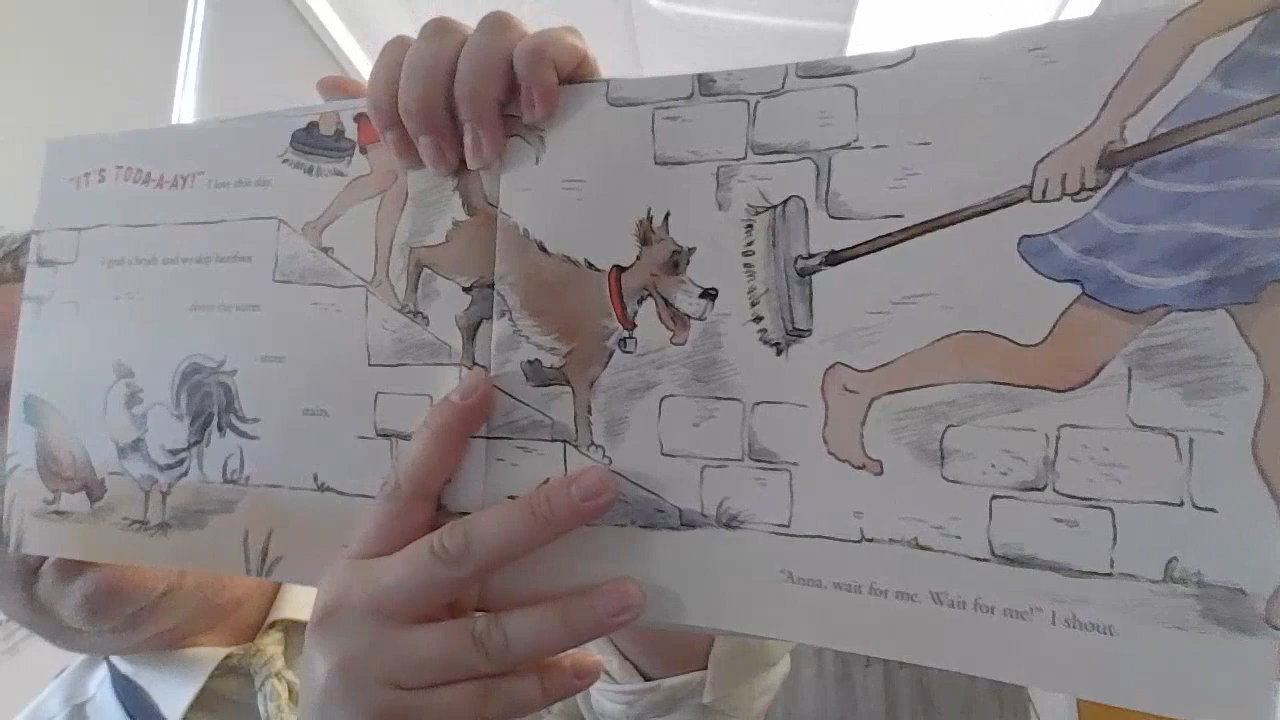 "IT'S TODA-A-AY!" I love this day.
I grab a brush and we skip barefoot
down the warm
stone
stairs.
"Anna, wait for me. Wait for me!" I shout.